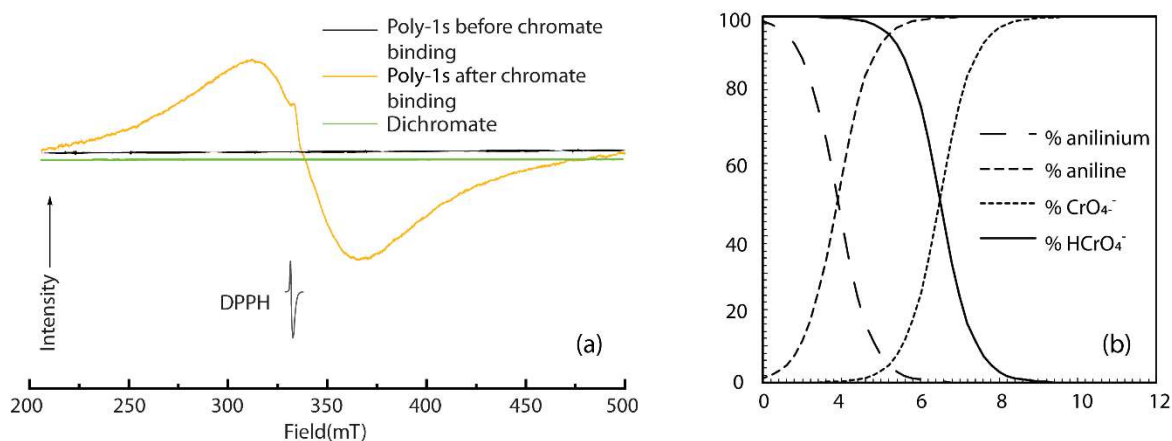 Poly-1s before chromate
binding
Poly-1s after chromate
binding
Dichromate
Intensity
DPPH
(a)
200 250 300 350 400 450 500
Field(mT)
100
80
60
40
20
0
% anilinium
% aniline
% CrO₄-⁻
% HCrO₄⁻
(b)
0 4 6 8 10 12